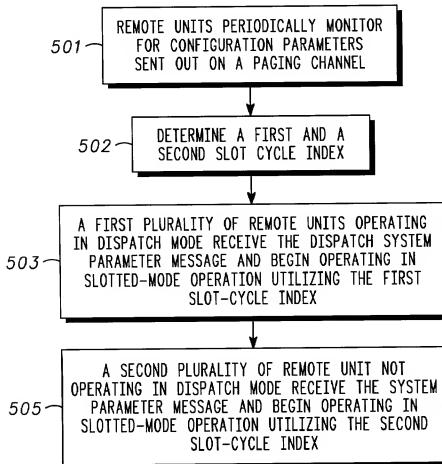 501
REMOTE UNITS PERIODICALLY MONITOR
FOR CONFIGURATION PARAMETERS
SENT OUT ON A PAGING CHANNEL
502
DETERMINE A FIRST AND A
SECOND SLOT CYCLE INDEX
503
A FIRST PLURALITY OF REMOTE UNITS OPERATING
IN DISPATCH MODE RECEIVE THE DISPATCH SYSTEM
PARAMETER MESSAGE AND BEGIN OPERATING IN
SLOTTED-MODE OPERATION UTILIZING THE FIRST
SLOT-CYCLE INDEX
505
A SECOND PLURALITY OF REMOTE UNIT NOT
OPERATING IN DISPATCH MODE RECEIVE THE SYSTEM
PARAMETER MESSAGE AND BEGIN OPERATING IN
SLOTTED-MODE OPERATION UTILIZING THE SECOND
SLOT-CYCLE INDEX